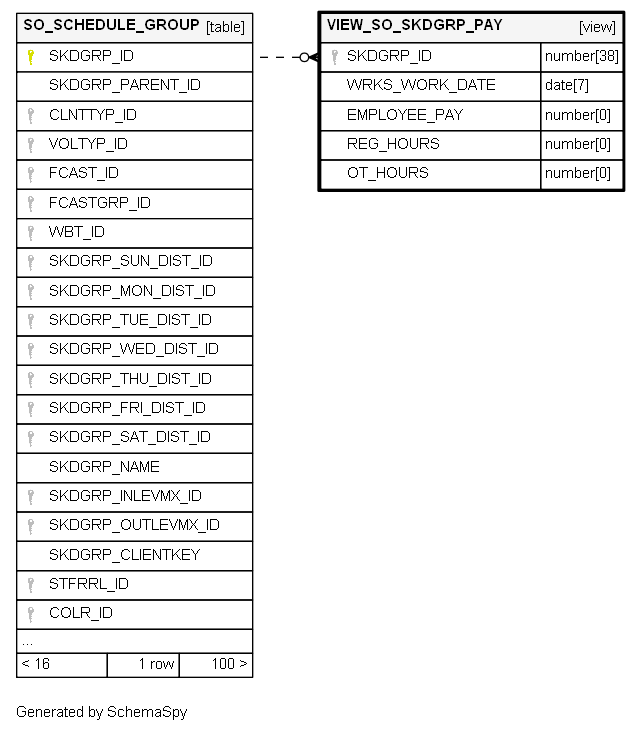 SO_SCHEDULE_GROUP [table]
SKDGRP_ID
SKDGRP_PARENT_ID
CLNTTYP_ID
VOLTYP_ID
FCAST_ID
FCASTGRP_ID
WBT_ID
SKDGRP_SUN_DIST_ID
SKDGRP_MON_DIST_ID
SKDGRP_TUE_DIST_ID
SKDGRP_WED_DIST_ID
SKDGRP_THU_DIST_ID
SKDGRP_FRI_DIST_ID
SKDGRP_SAT_DIST_ID
SKDGRP_NAME
SKDGRP_INLEVMX_ID
SKDGRP_OUTLEVMX_ID
SKDGRP_CLIENTKEY
STFRRL_ID
COLR_ID
...
< 16 1 row 100 >
VIEW_SO_SKDGRP_PAY [view]
SKDGRP_ID number[38]
WRKS_WORK_DATE date[7]
EMPLOYEE_PAY number[0]
REG_HOURS number[0]
OT_HOURS number[0]
Generated by SchemaSpy